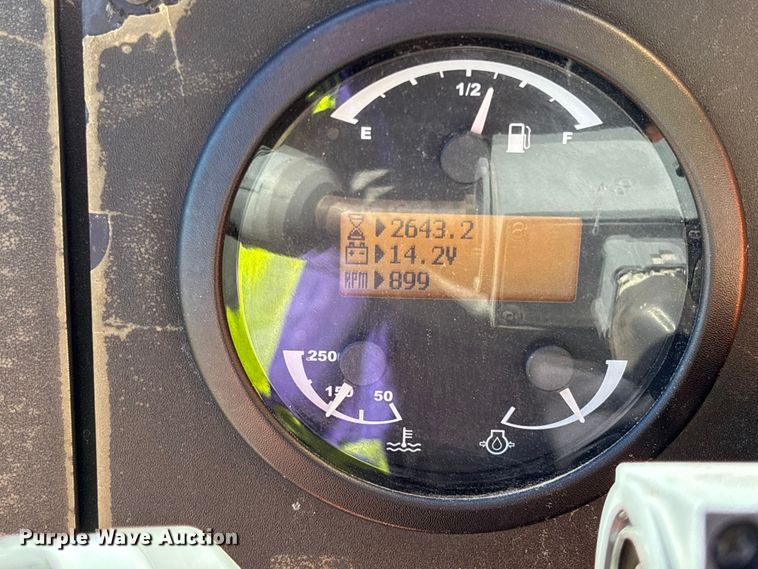 1/2
E F
▶2643.2
▶14.2V
RPM ▶899
250
150 50
Purple Wave Auction